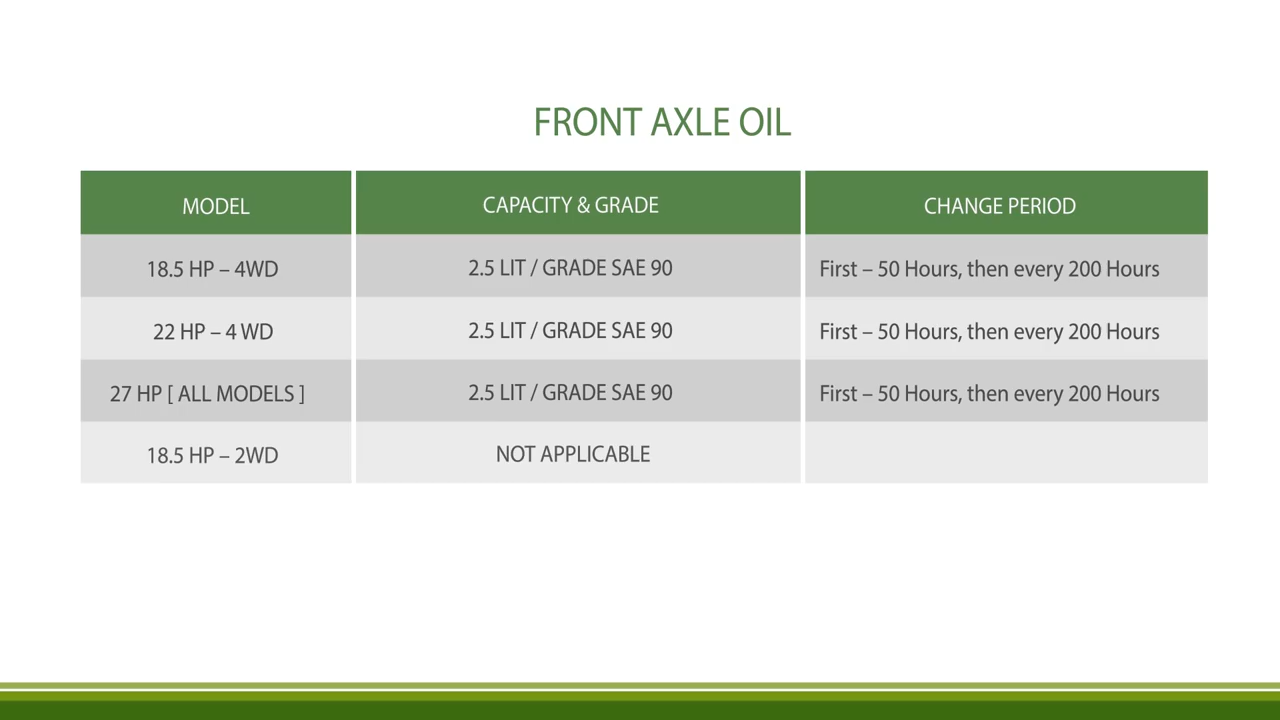 FRONT AXLE OIL
MODEL CAPACITY & GRADE CHANGE PERIOD
18.5 HP – 4WD 2.5 LIT / GRADE SAE 90 First – 50 Hours, then every 200 Hours
22 HP – 4 WD 2.5 LIT / GRADE SAE 90 First – 50 Hours, then every 200 Hours
27 HP [ ALL MODELS ] 2.5 LIT / GRADE SAE 90 First – 50 Hours, then every 200 Hours
18.5 HP – 2WD NOT APPLICABLE